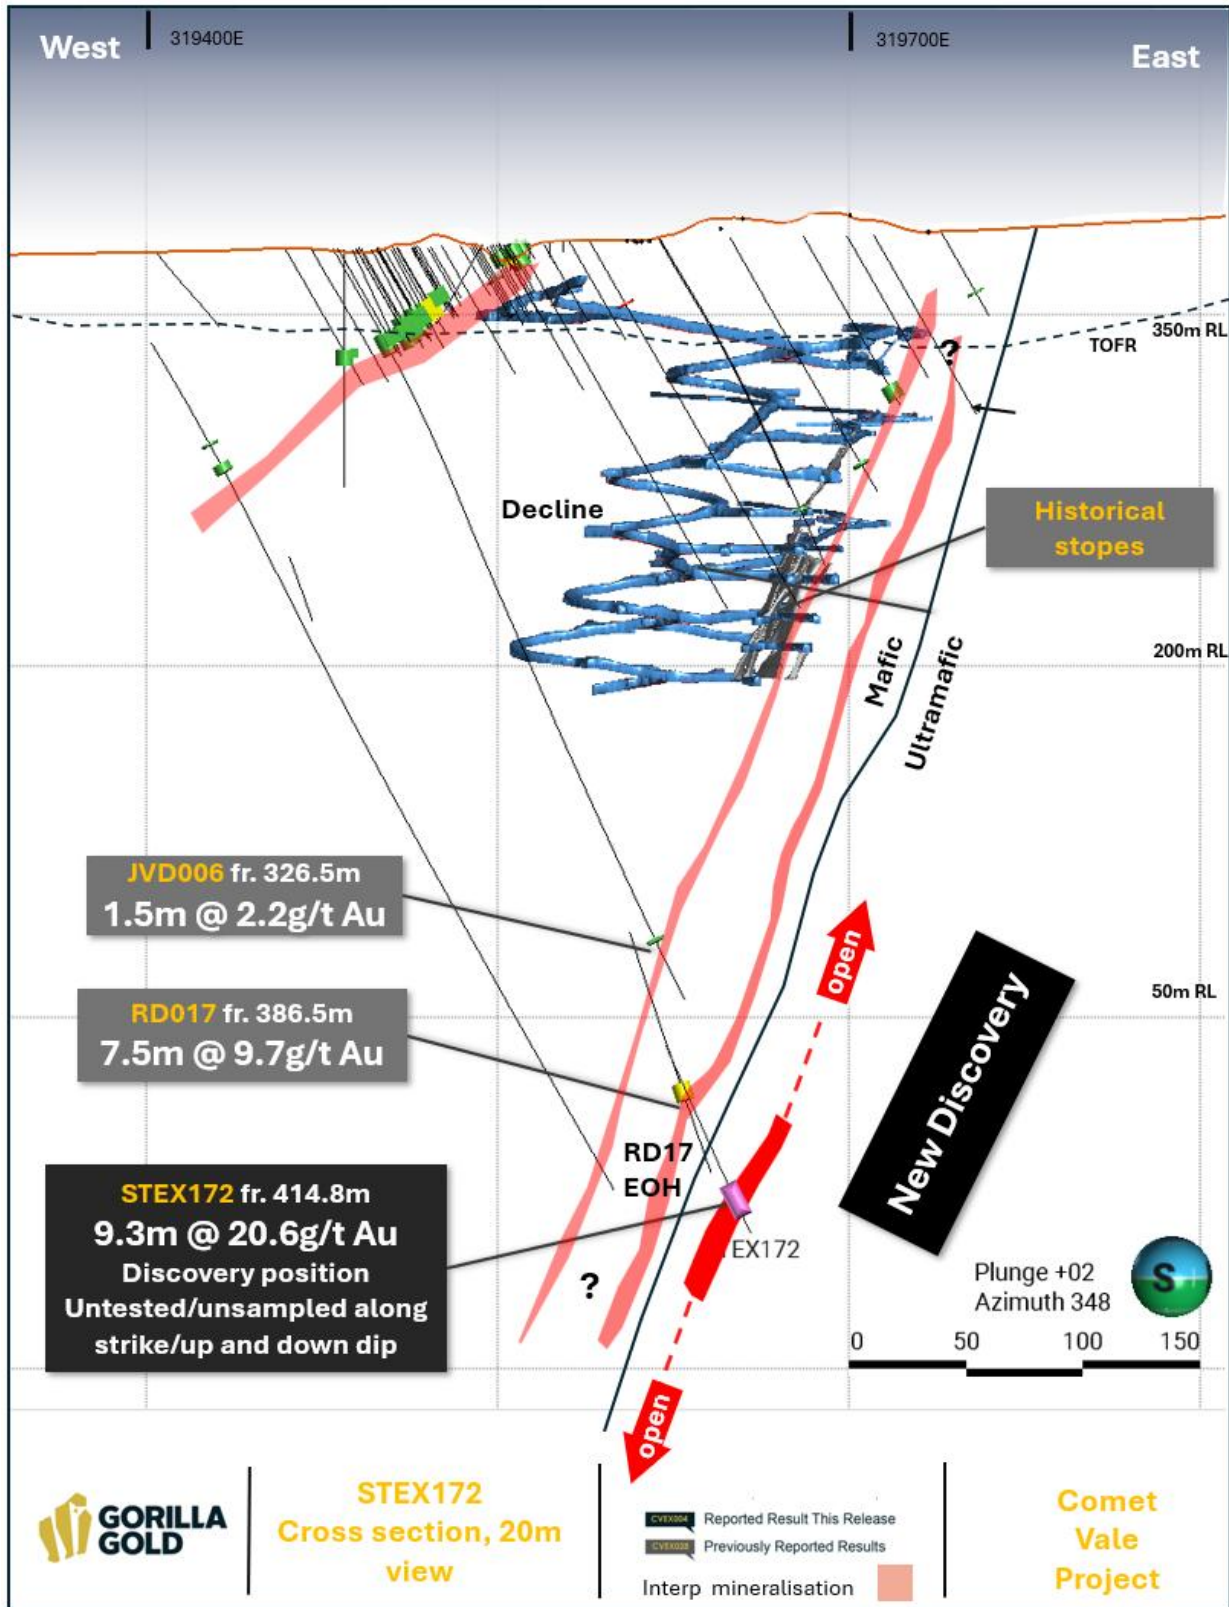 West
319400E
319700E
East
350m RL
TOFR
?
Decline
Historical
stopes
200m RL
Mafic
Ultramafic
JVD006 fr. 326.5m
1.5m @ 2.2g/t Au
open
50m RL
RD017 fr. 386.5m
7.5m @ 9.7g/t Au
New Discovery
RD17
EOH
STEX172 fr. 414.8m
9.3m @ 20.6g/t Au
Discovery position
Untested/unsampled along
strike/up and down dip
TEX172
?
Plunge +02
Azimuth 348
S
0 50 100 150
open
GORILLA
GOLD
STEX172
Cross section, 20m
view
CVEX004 Reported Result This Release
Previously Reported Results
Interp mineralisation
Comet
Vale
Project